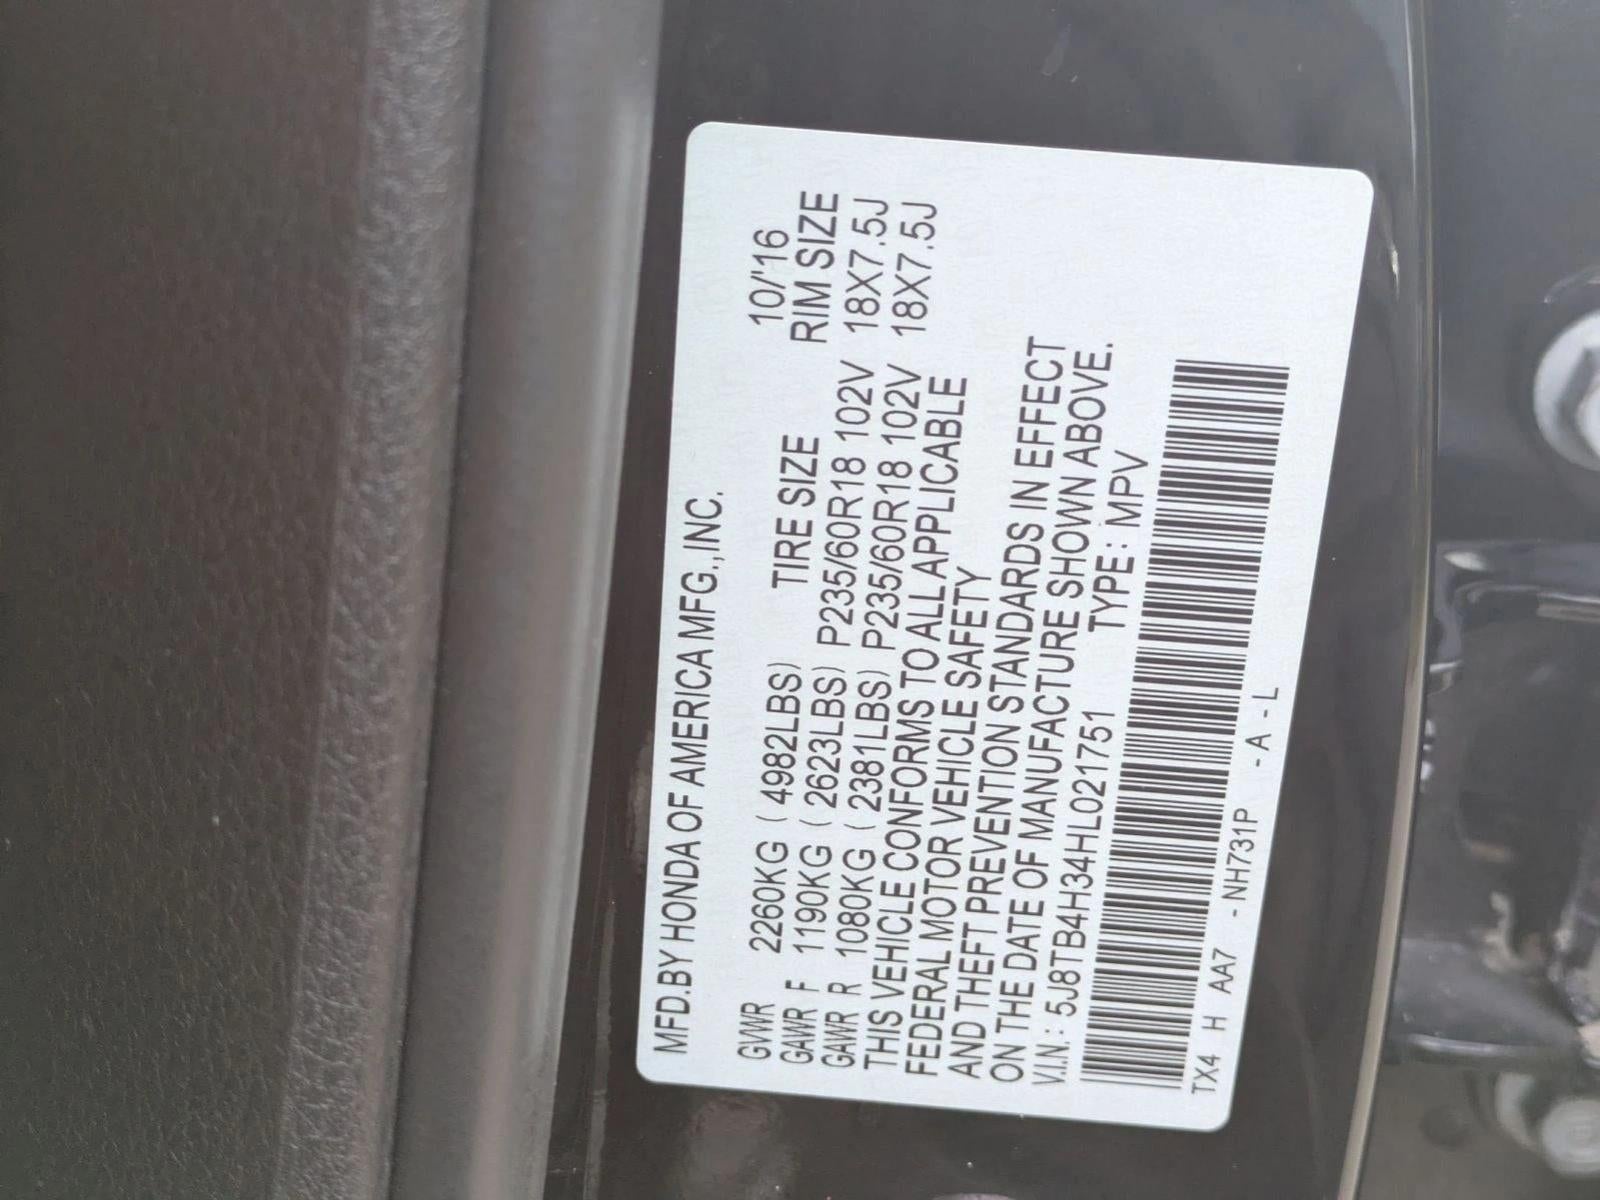 MFD.BY HONDA OF AMERICA MFG.,INC.
10/'16
GVWR 2260KG ( 4982LBS) TIRE SIZE RIM SIZE
GAWR F 1190KG ( 2623LBS) P235/60R18 102V 18X7.5J
GAWR R 1080KG ( 2381LBS) P235/60R18 102V 18X7.5J
THIS VEHICLE CONFORMS TO ALL APPLICABLE
FEDERAL MOTOR VEHICLE SAFETY
AND THEFT PREVENTION STANDARDS IN EFFECT
ON THE DATE OF MANUFACTURE SHOWN ABOVE.
V.I.N.: 5J8TB4H34HL021751 TYPE: MPV
TX4 H AA7 - NH731P - A - L